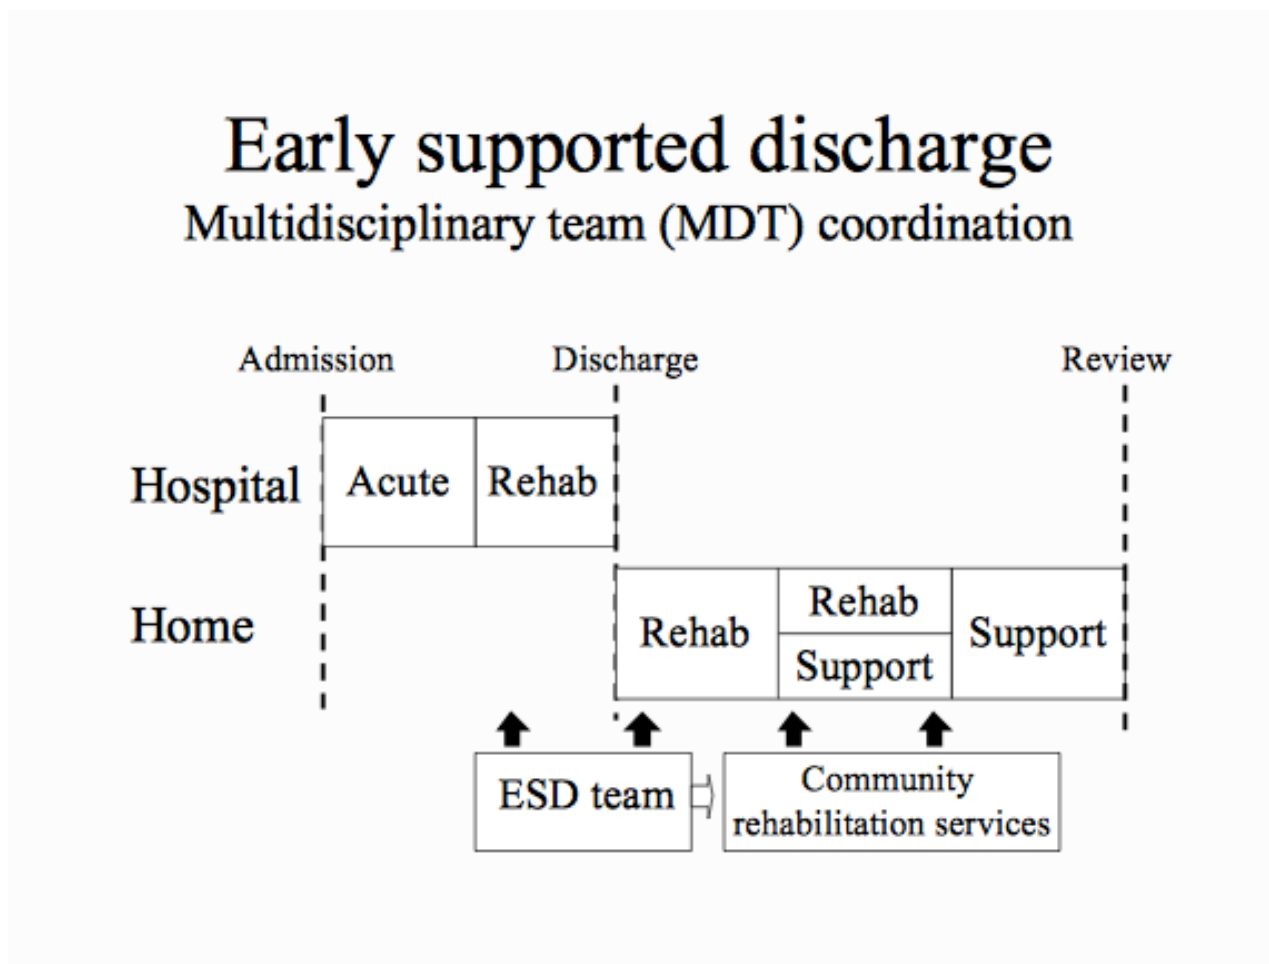 Early supported discharge
Multidisciplinary team (MDT) coordination
Admission
Discharge
Review
Hospital
Acute
Rehab
Home
Rehab
Rehab
Support
Support
ESD team
Community
rehabilitation services